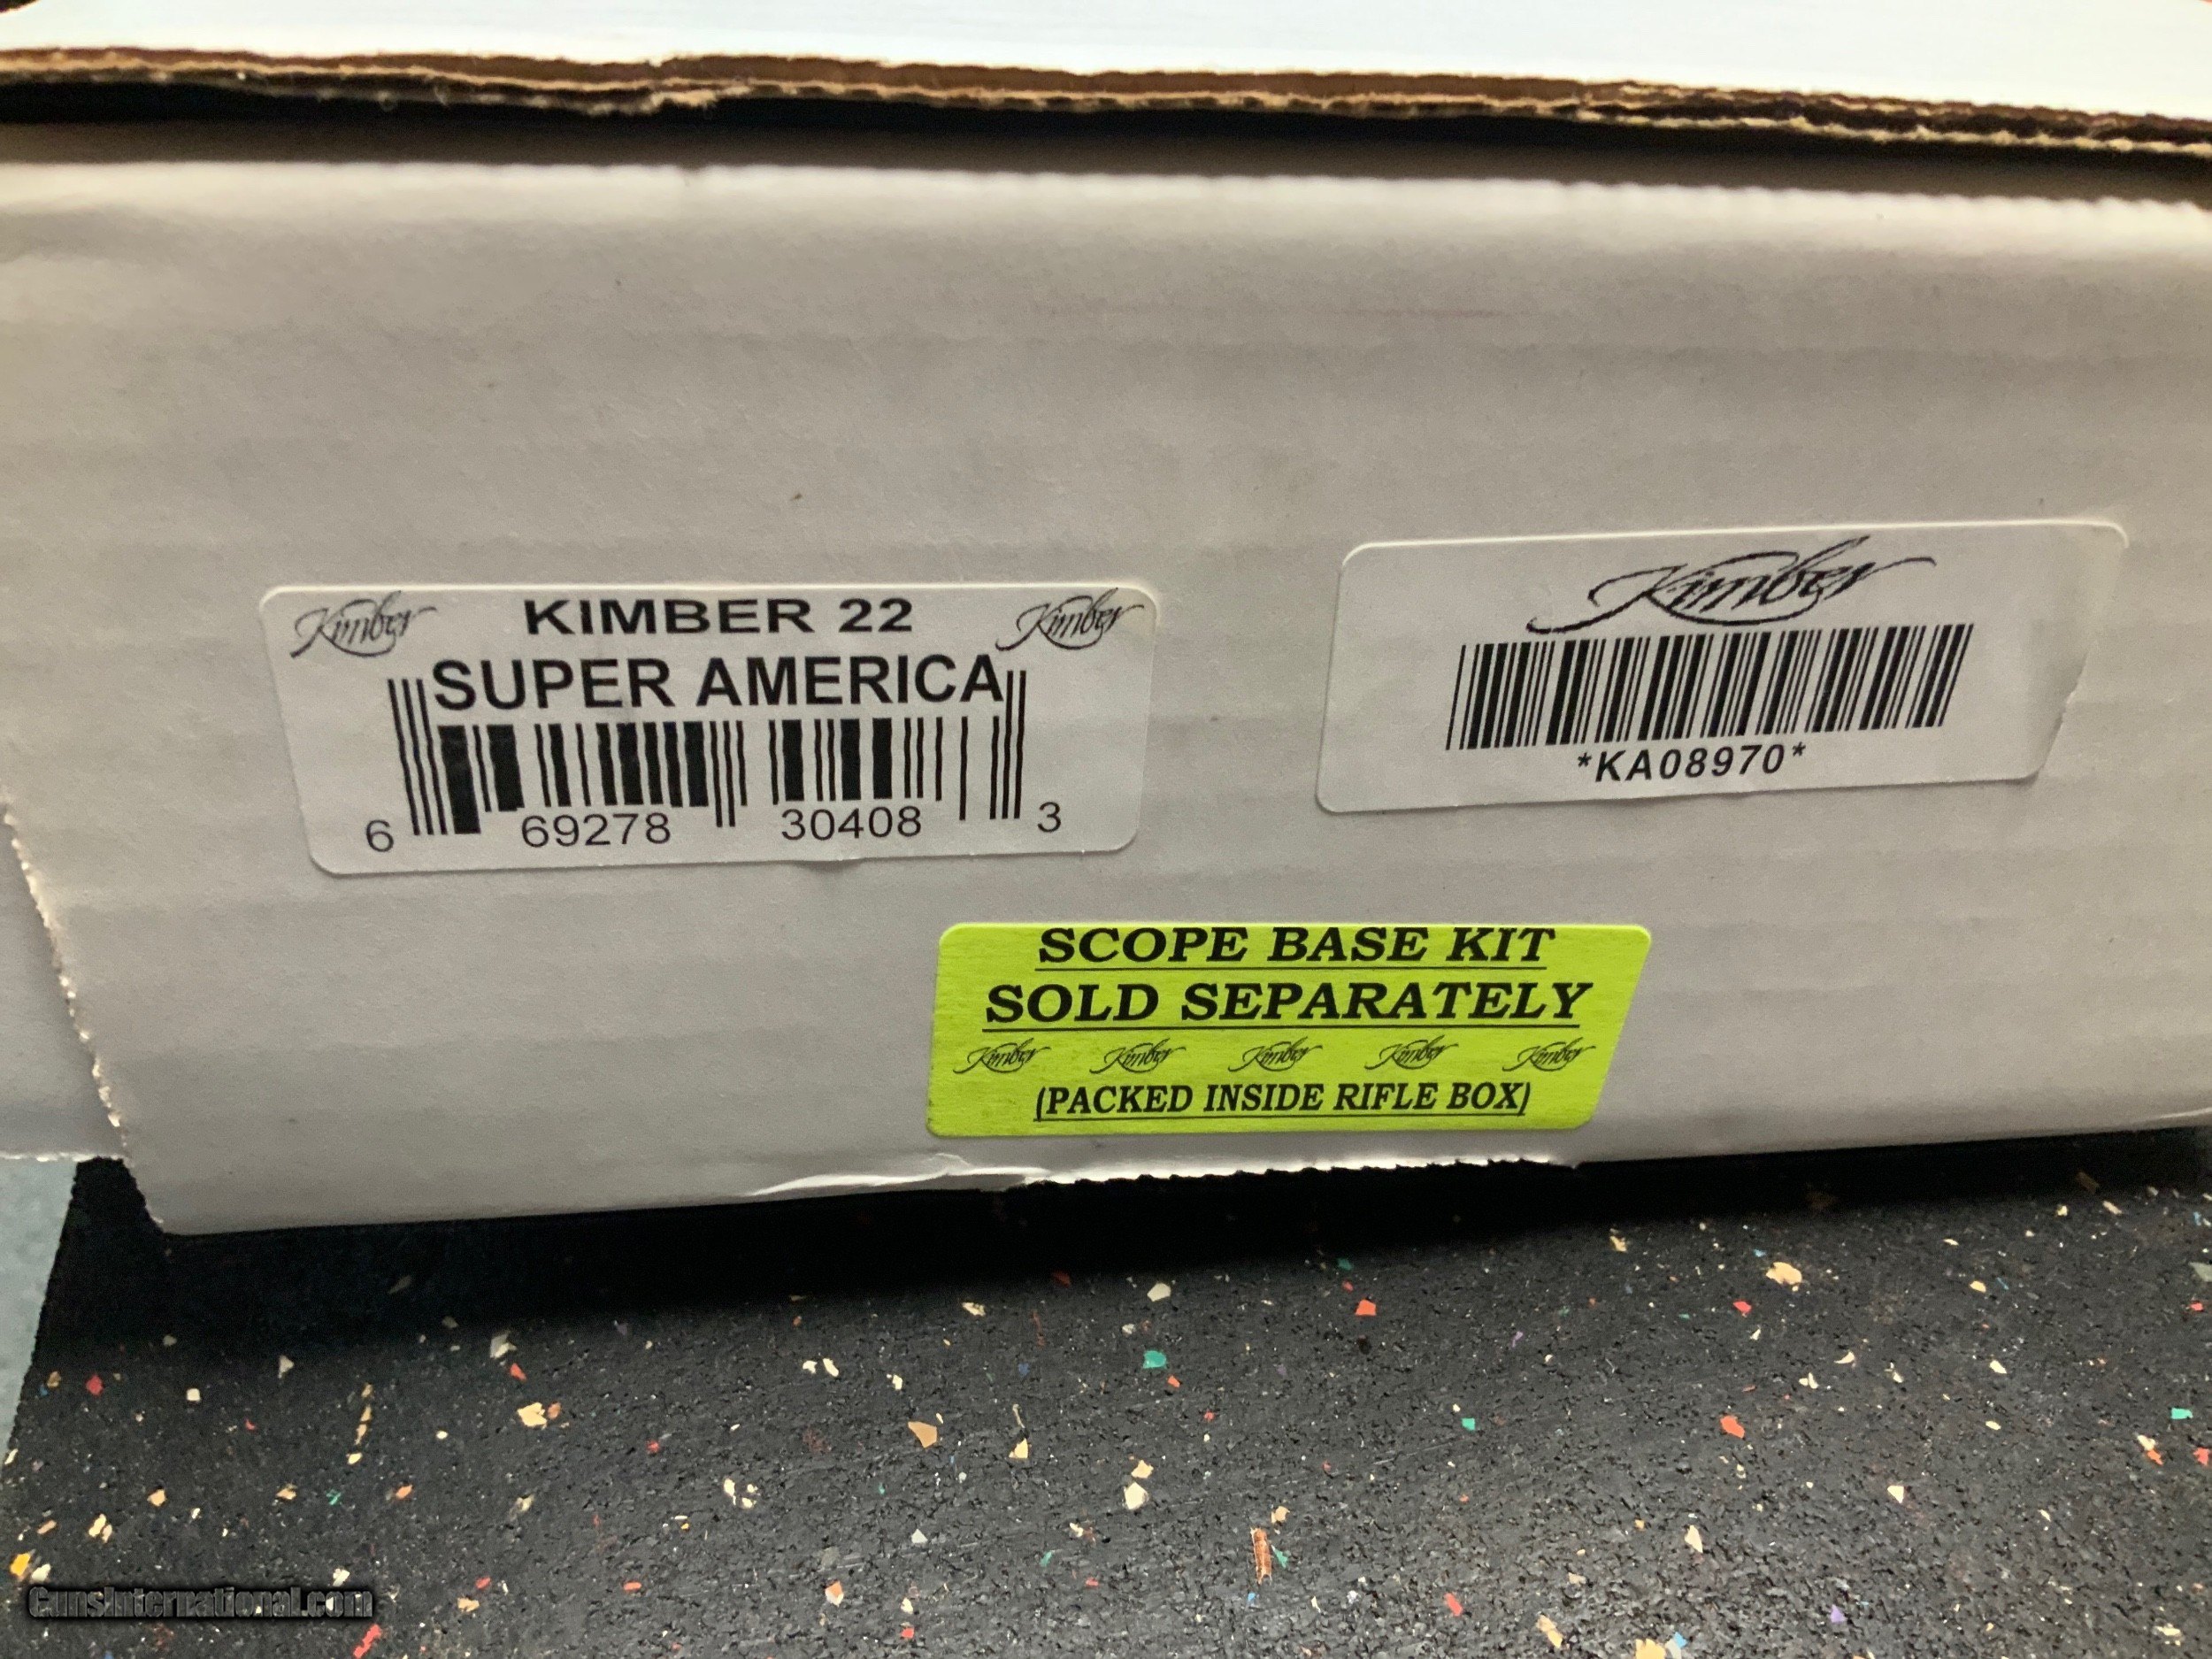 Kimber KIMBER 22 Kimber
SUPER AMERICA
6 69278 30408 3
Kimber
*KA08970*
SCOPE BASE KIT
SOLD SEPARATELY
Kimber Kimber Kimber Kimber Kimber
(PACKED INSIDE RIFLE BOX)
GunsInternational.com